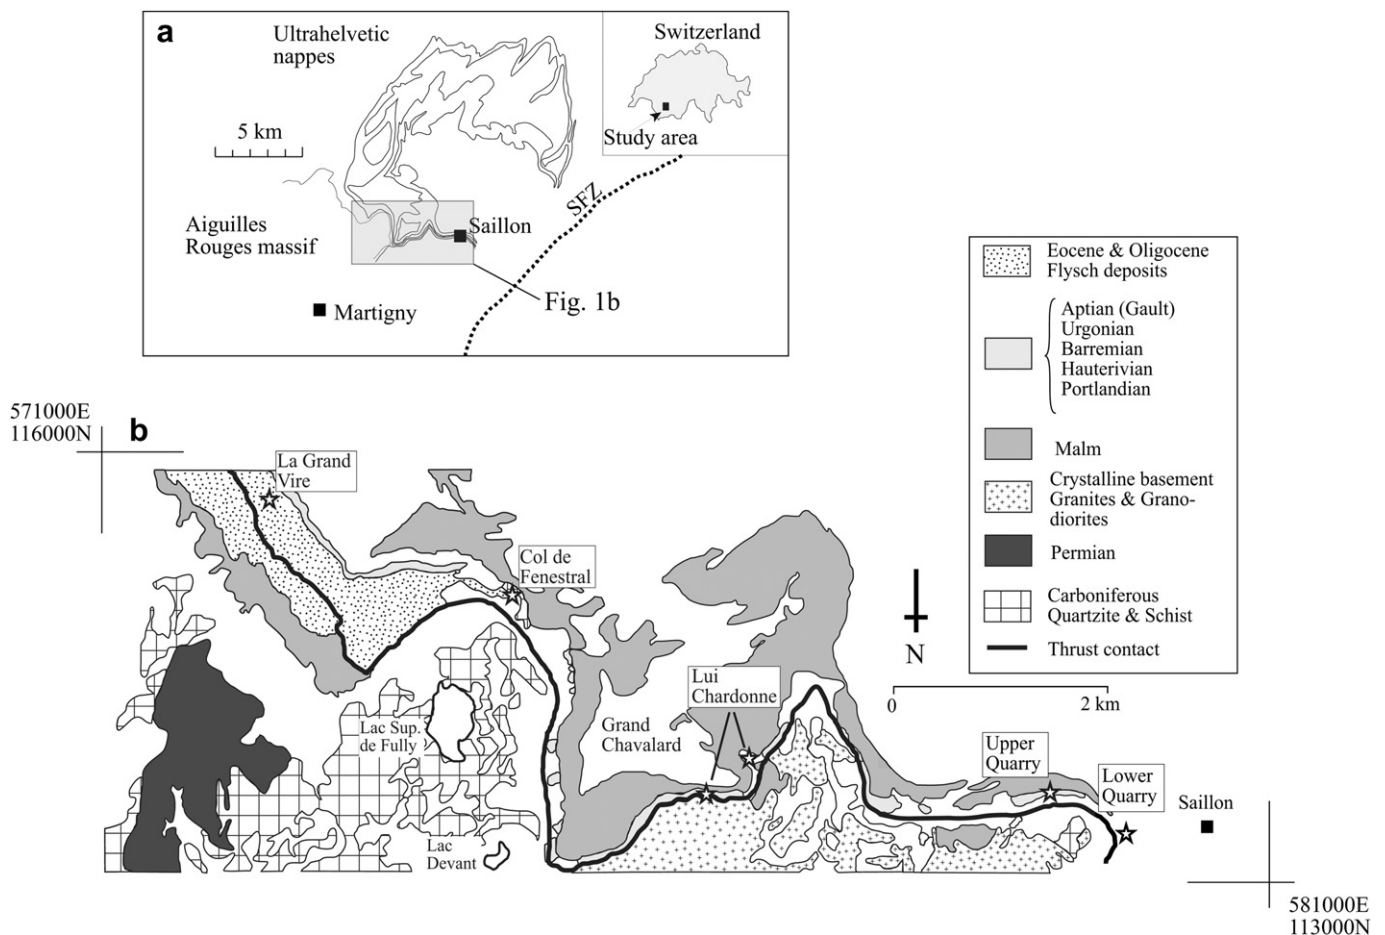 a
Ultrahelvetic
nappes
Switzerland
5 km
Study area
SFZ
Aiguilles
Rouges massif
Saillon
Fig. 1b
Martigny
Eocene & Oligocene
Flysch deposits
Aptian (Gault)
Urgonian
Barremian
Hauterivian
Portlandian
Malm
Crystalline basement
Granites & Grano-
diorites
Permian
Carboniferous
Quartzite & Schist
Thrust contact
571000E
116000N
b
La Grand
Vire
Col de
Fenestral
N
0
2 km
Lui
Chardonne
Grand
Chavalard
Lac Sup.
de Fully
Upper
Quarry
Lower
Quarry
Saillon
Lac
Devant
581000E
113000N